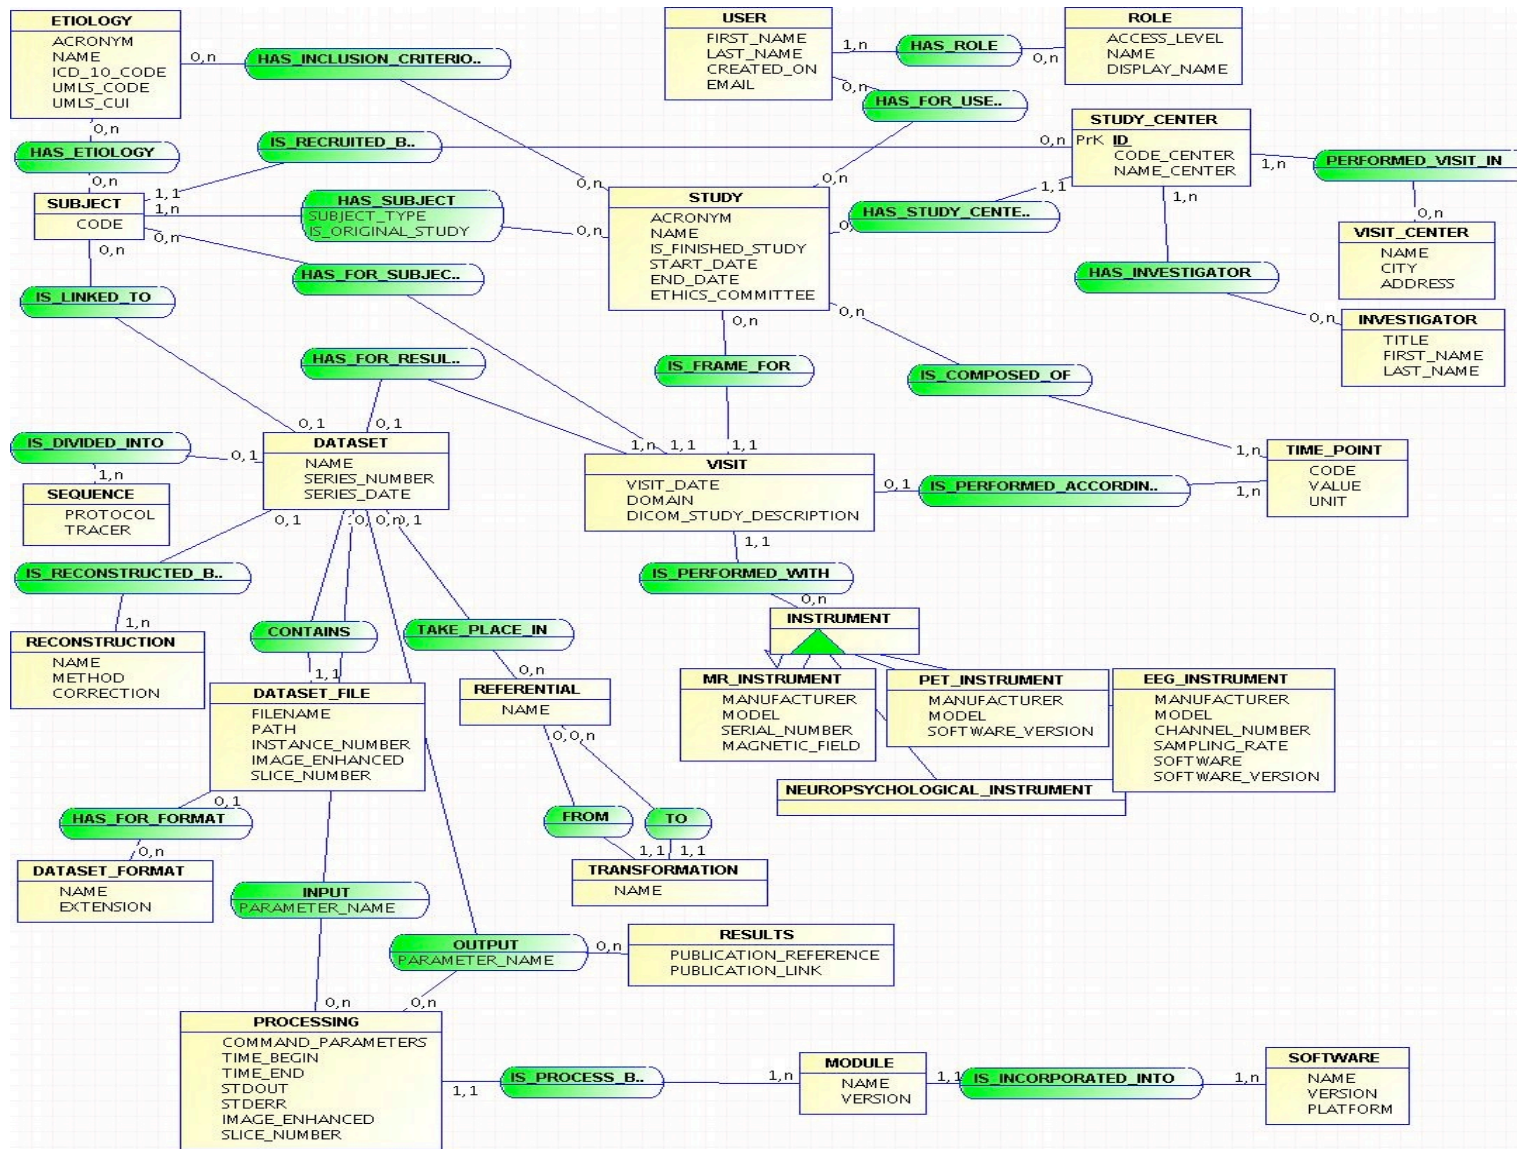 ETIOLOGY
ACRONYM
NAME
ICD_10_CODE
UMLS_CODE
UMLS_CUI
0,n
HAS_INCLUSION_CRITERIO..
USER
FIRST_NAME
LAST_NAME
CREATED_ON
EMAIL
1,n
HAS_ROLE
0,n
ROLE
ACCESS_LEVEL
NAME
DISPLAY_NAME
0,n
HAS_FOR_USE..
0,n
HAS_ETIOLOGY
0,n
IS_RECRUITED_B..
1,1
0,n
STUDY_CENTER
PrK ID
CODE_CENTER
NAME_CENTER
1,n
PERFORMED_VISIT_IN
0,n
VISIT_CENTER
NAME
CITY
ADDRESS
SUBJECT
CODE
1,n
HAS_SUBJECT
SUBJECT_TYPE
IS_ORIGINAL_STUDY
0,n
0,n
0,n
STUDY
ACRONYM
NAME
IS_FINISHED_STUDY
START_DATE
END_DATE
ETHICS_COMMITTEE
1,1
HAS_STUDY_CENTE..
1,n
HAS_INVESTIGATOR
0,n
INVESTIGATOR
TITLE
FIRST_NAME
LAST_NAME
0,n
0,n
HAS_FOR_SUBJEC..
IS_LINKED_TO
0,n
0,n
HAS_FOR_RESUL..
IS_FRAME_FOR
IS_COMPOSED_OF
0,1
0,1
1,n
1,1
1,1
1,n
IS_DIVIDED_INTO
0,1
1,n
DATASET
NAME
SERIES_NUMBER
SERIES_DATE
VISIT
VISIT_DATE
DOMAIN
DICOM_STUDY_DESCRIPTION
0,1
IS_PERFORMED_ACCORDIN..
1,n
TIME_POINT
CODE
VALUE
UNIT
SEQUENCE
PROTOCOL
TRACER
0,1
0,1
1,1
IS_RECONSTRUCTED_B..
1,n
IS_PERFORMED_WITH
0,n
RECONSTRUCTION
NAME
METHOD
CORRECTION
CONTAINS
1,1
TAKE_PLACE_IN
0,n
INSTRUMENT
DATASET_FILE
FILENAME
PATH
INSTANCE_NUMBER
IMAGE_ENHANCED
SLICE_NUMBER
REFERENTIAL
NAME
MR_INSTRUMENT
MANUFACTURER
MODEL
SERIAL_NUMBER
MAGNETIC_FIELD
PET_INSTRUMENT
MANUFACTURER
MODEL
SOFTWARE_VERSION
EEG_INSTRUMENT
MANUFACTURER
MODEL
CHANNEL_NUMBER
SAMPLING_RATE
SOFTWARE
SOFTWARE_VERSION
NEUROPSYCHOLOGICAL_INSTRUMENT
0,1
HAS_FOR_FORMAT
0,n
DATASET_FORMAT
NAME
EXTENSION
FROM
TO
1,1
1,1
TRANSFORMATION
NAME
INPUT
PARAMETER_NAME
OUTPUT
PARAMETER_NAME
0,n
RESULTS
PUBLICATION_REFERENCE
PUBLICATION_LINK
0,n
0,n
PROCESSING
COMMAND_PARAMETERS
TIME_BEGIN
TIME_END
STDOUT
STDERR
IMAGE_ENHANCED
SLICE_NUMBER
1,1
IS_PROCESS_B..
1,n
MODULE
NAME
VERSION
1,1
IS_INCORPORATED_INTO
1,n
SOFTWARE
NAME
VERSION
PLATFORM